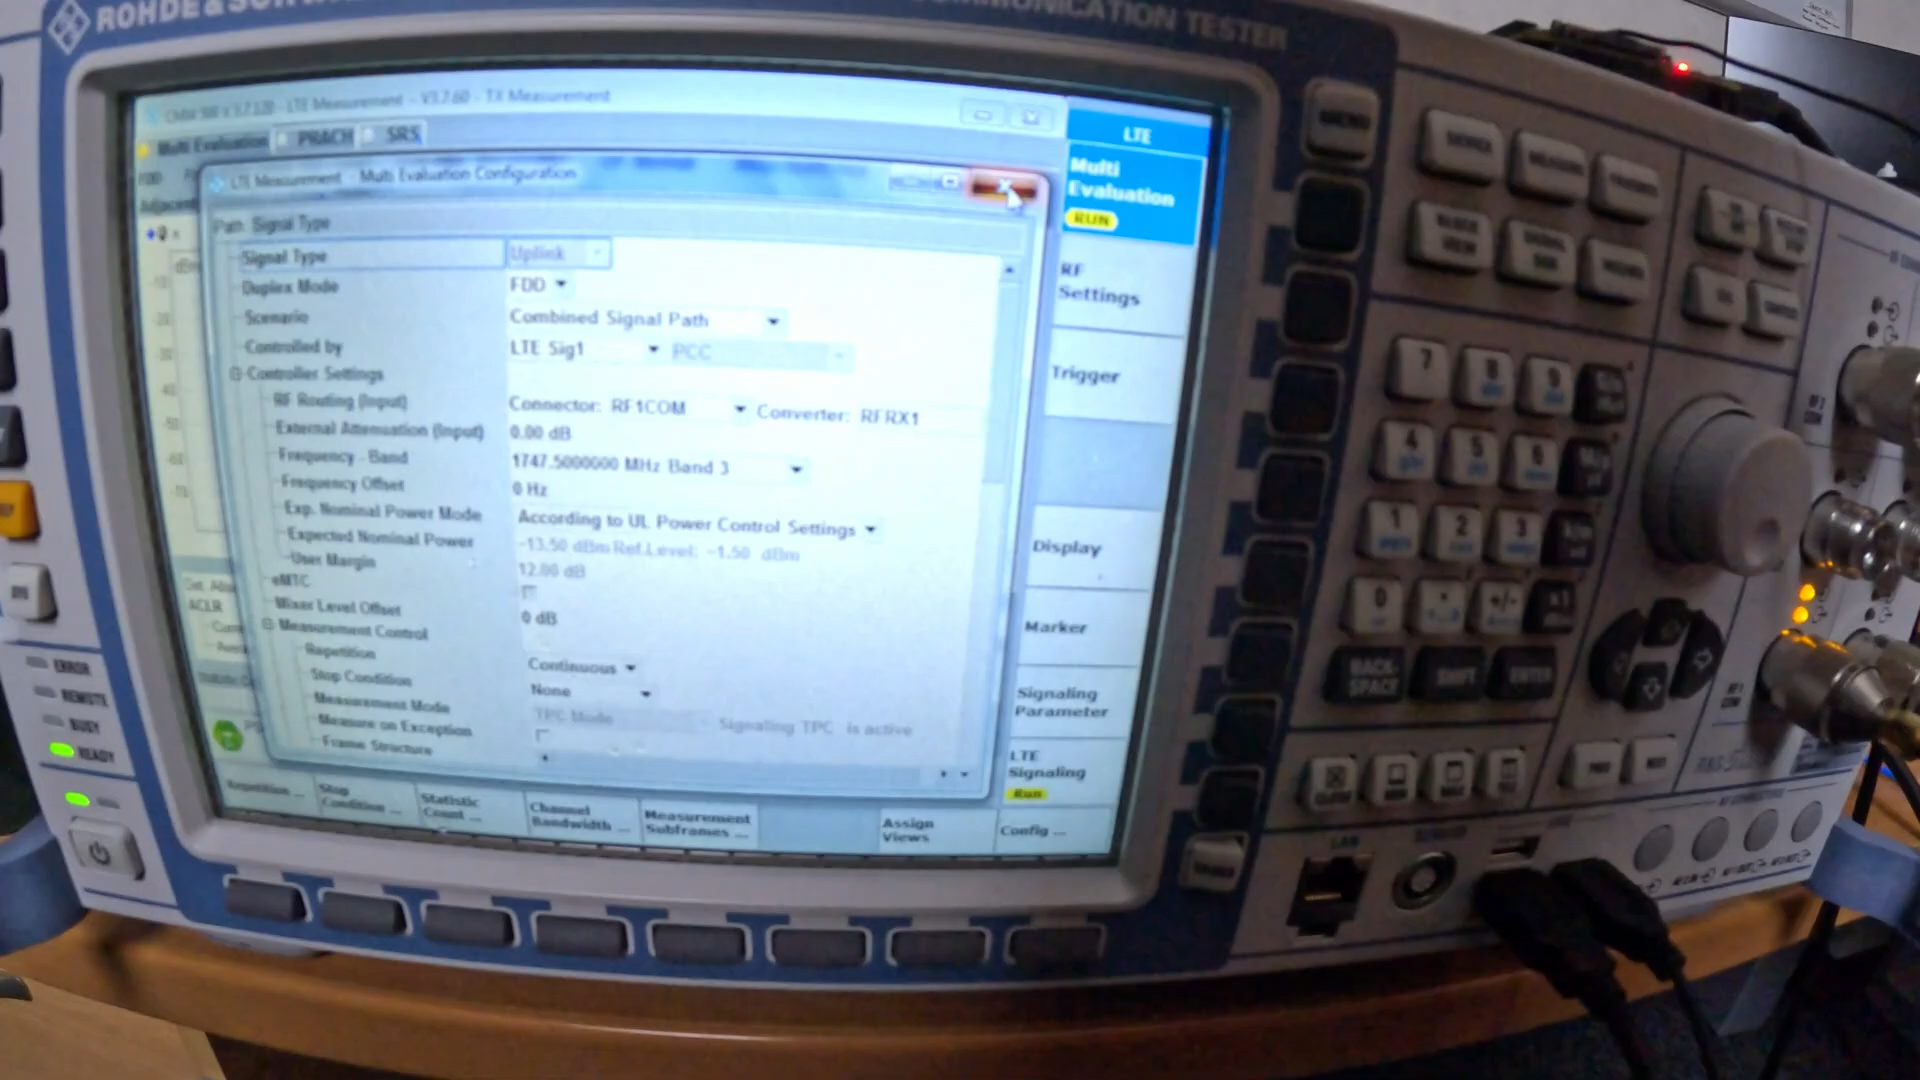 ROHDE&SCHWA
COMMUNICATION TESTER
LTE Measurement - V3.7.60 - TX Measurement
Multi Evaluation PRACH SRS
FDD
LTE Measurement - Multi Evaluation Configuration
Path: Signal Type
Signal Type Uplink
Duplex Mode FDD
Scenario Combined Signal Path
Controlled by LTE Sig1 PCC
Controller Settings
RF Routing (Input) Connector: RF1COM Converter: RFRX1
External Attenuation (Input) 0.00 dB
Frequency - Band 1747.5000000 MHz Band 3
Frequency Offset 0 Hz
Exp. Nominal Power Mode According to UL Power Control Settings
Expected Nominal Power -13.50 dBm Ref.Level: -1.50 dBm
User Margin 12.00 dB
eMTC
Mixer Level Offset 0 dB
Measurement Control
Repetition Continuous
Stop Condition None
Measurement Mode TPC Mode Signaling TPC is active
Measure on Exception
Frame Structure
ACLR
LTE
Multi
Evaluation
RUN
RF
Settings
Trigger
Display
Marker
Signaling
Parameter
LTE
Signaling
Run
Repetition ...
Stop
Condition ...
Statistic
Count ...
Channel
Bandwidth ...
Measurement
Subframes ...
Assign
Views
Config ...
ERROR
REMOTE
BUSY
READY
MENU
7 8 9
4 5 6
1 2 3
0 . +/-
BACK-
SPACE
SHIFT
ENTER
LAN